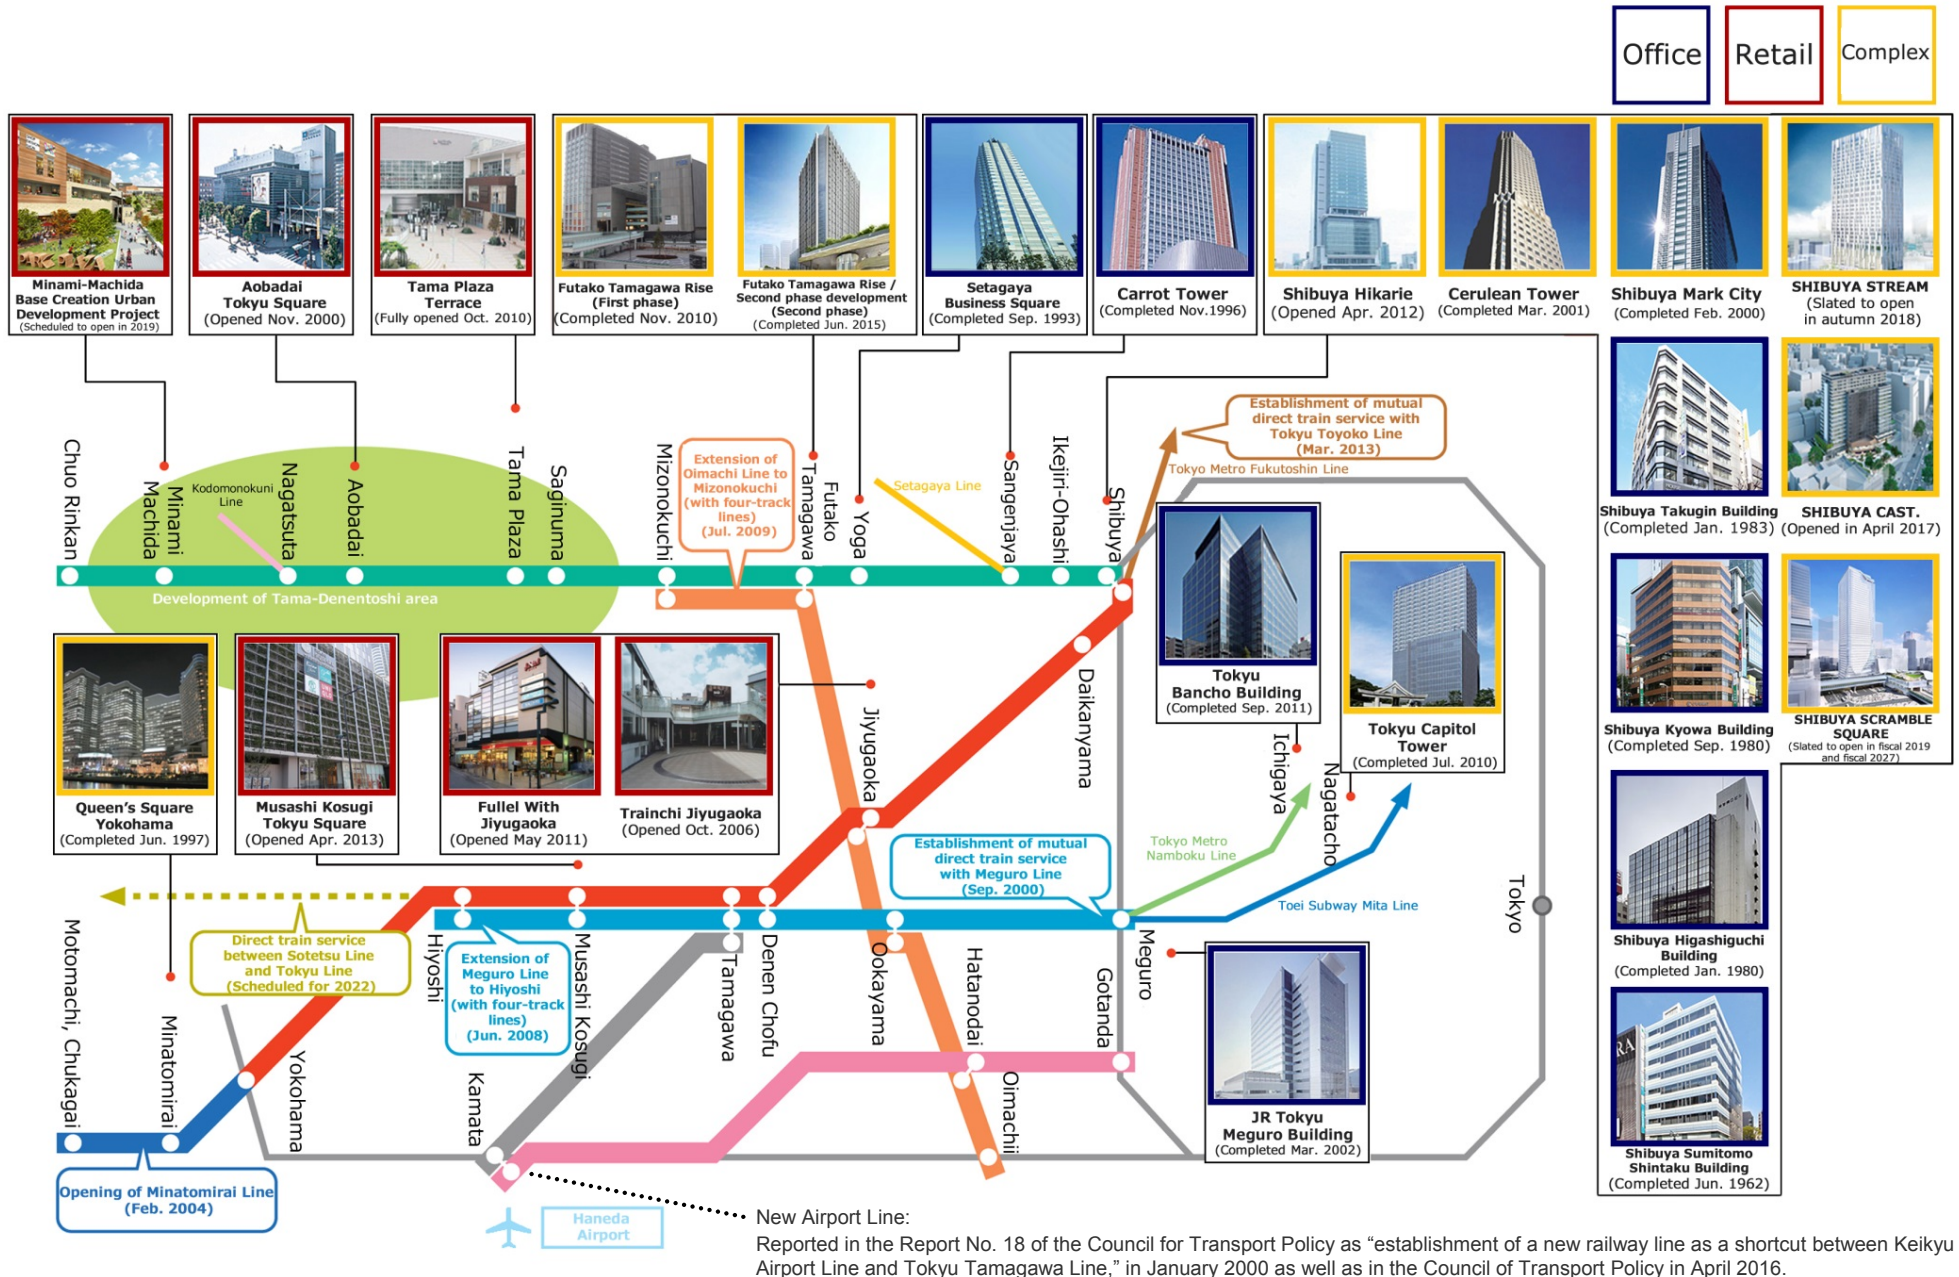 Office
Retail
Complex
Minami-Machida
Base Creation Urban
Development Project
(Scheduled to open in 2019)
Aobadai
Tokyu Square
(Opened Nov. 2000)
Tama Plaza
Terrace
(Fully opened Oct. 2010)
Futako Tamagawa Rise
(First phase)
(Completed Nov. 2010)
Futako Tamagawa Rise /
Second phase development
(Second phase)
(Completed Jun. 2015)
Setagaya
Business Square
(Completed Sep. 1993)
Carrot Tower
(Completed Nov.1996)
Shibuya Hikarie
(Opened Apr. 2012)
Cerulean Tower
(Completed Mar. 2001)
Shibuya Mark City
(Completed Feb. 2000)
SHIBUYA STREAM
(Slated to open
in autumn 2018)
Shibuya Takugin Building
(Completed Jan. 1983)
SHIBUYA CAST.
(Opened in April 2017)
Shibuya Kyowa Building
(Completed Sep. 1980)
SHIBUYA SCRAMBLE
SQUARE
(Slated to open in fiscal 2019
and fiscal 2027)
Shibuya Higashiguchi
Building
(Completed Jan. 1980)
Shibuya Sumitomo
Shintaku Building
(Completed Jun. 1962)
Establishment of mutual
direct train service with
Tokyu Toyoko Line
(Mar. 2013)
Tokyo Metro Fukutoshin Line
Chuo Rinkan
Minami
Machida
Kodomonokuni
Line
Nagatsuta
Aobadai
Tama Plaza
Saginuma
Mizonokuchi
Extension of
Oimachi Line to
Mizonokuchi
(with four-track
lines)
(Jul. 2009)
Futako
Tamagawa
Yoga
Setagaya Line
Sangenjaya
Ikejiri-Ohashi
Shibuya
Development of Tama-Denentoshi area
Queen's Square
Yokohama
(Completed Jun. 1997)
Musashi Kosugi
Tokyu Square
(Opened Apr. 2013)
Fullel With
Jiyugaoka
(Opened May 2011)
Trainchi Jiyugaoka
(Opened Oct. 2006)
Jiyugaoka
Daikanyama
Tokyu
Bancho Building
(Completed Sep. 2011)
Ichigaya
Tokyu Capitol
Tower
(Completed Jul. 2010)
Nagatacho
Establishment of mutual
direct train service
with Meguro Line
(Sep. 2000)
Tokyo Metro
Namboku Line
Toei Subway Mita Line
Tokyo
Direct train service
between Sotetsu Line
and Tokyu Line
(Scheduled for 2022)
Hiyoshi
Extension of
Meguro Line
to Hiyoshi
(with four-track
lines)
(Jun. 2008)
Musashi Kosugi
Tamagawa
Denen Chofu
Ookayama
Hatanodai
Gotanda
Meguro
JR Tokyu
Meguro Building
(Completed Mar. 2002)
Motomachi, Chukagai
Minatomirai
Yokohama
Kamata
Oimachii
Opening of Minatomirai Line
(Feb. 2004)
Haneda
Airport
New Airport Line:
Reported in the Report No. 18 of the Council for Transport Policy as “establishment of a new railway line as a shortcut between Keikyu
Airport Line and Tokyu Tamagawa Line,” in January 2000 as well as in the Council of Transport Policy in April 2016.